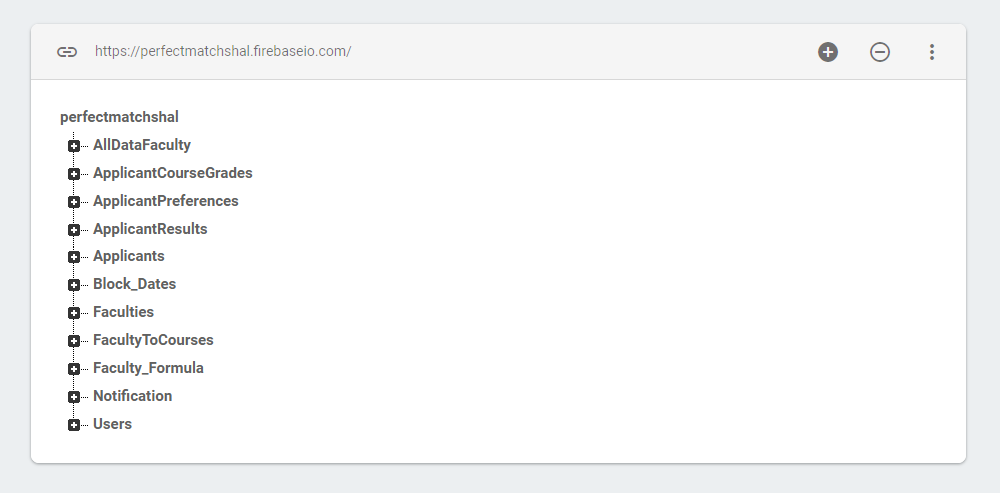 https://perfectmatchshal.firebaseio.com/
perfectmatchshal
AllDataFaculty
ApplicantCourseGrades
ApplicantPreferences
ApplicantResults
Applicants
Block_Dates
Faculties
FacultyToCourses
Faculty_Formula
Notification
Users